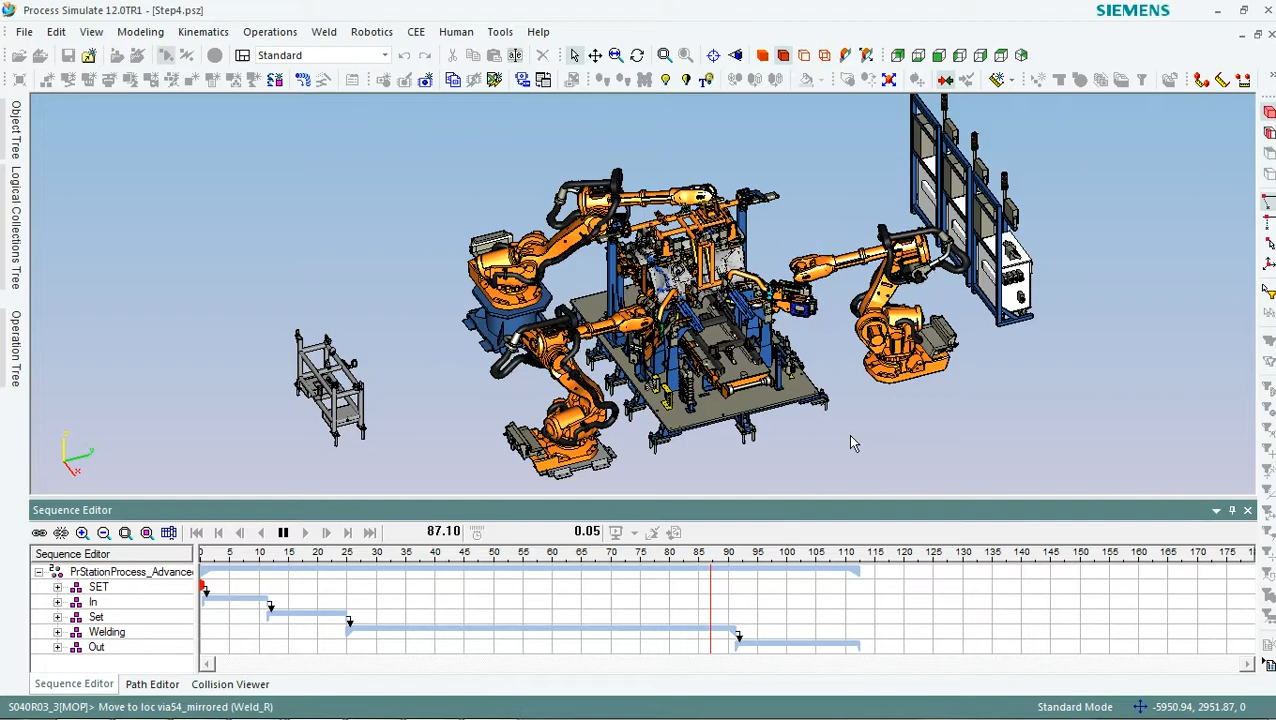 Process Simulate 12.0TR1 - [Step4.psz]
SIEMENS
File Edit View Modeling Kinematics Operations Weld Robotics CEE Human Tools Help
Standard
Object Tree
Logical Collections Tree
Operation Tree
Sequence Editor
87.10 0.05
Sequence Editor 0 5 10 15 20 25 30 35 40 45 50 55 60 65 70 75 80 85 90 95 100 105 110 115 120 125 130 135 140 145 150 155 160 165 170 175 18
PrStationProcess_Advance
SET
In
Set
Welding
Out
Sequence Editor Path Editor Collision Viewer
S040R03_3[MOP]> Move to loc via54_mirrored (Weld_R) Standard Mode -5950.94, 2951.87, 0